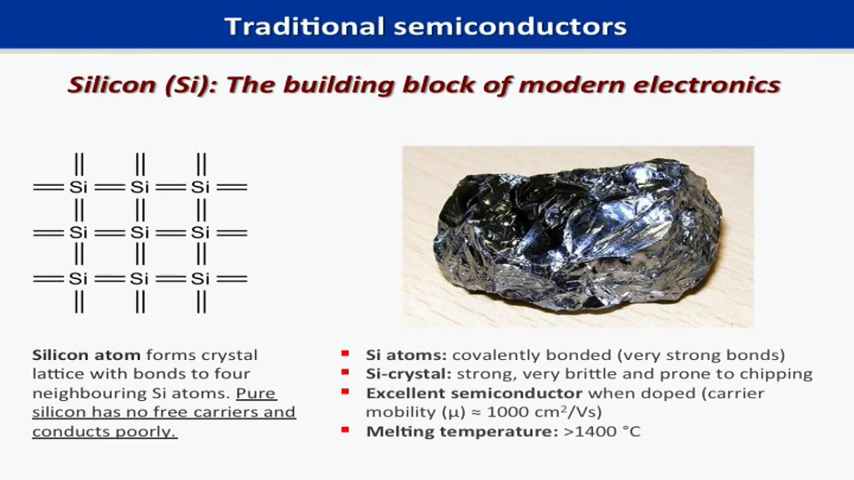 Traditional semiconductors
Silicon (Si): The building block of modern electronics
Si Si Si
Si Si Si
Si Si Si
Silicon atom forms crystal
lattice with bonds to four
neighbouring Si atoms. Pure
silicon has no free carriers and
conducts poorly.
Si atoms: covalently bonded (very strong bonds)
Si-crystal: strong, very brittle and prone to chipping
Excellent semiconductor when doped (carrier
mobility (μ) ≈ 1000 cm²/Vs)
Melting temperature: >1400 °C